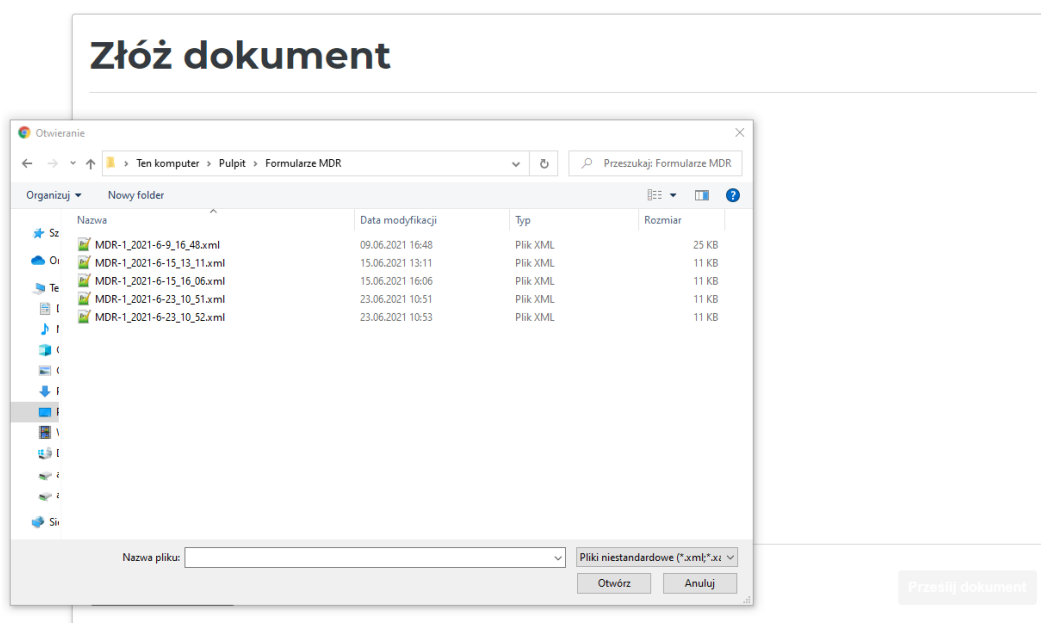 Złóż dokument
Otwieranie
Ten komputer > Pulpit > Formularze MDR
Przeszukaj: Formularze MDR
Organizuj
Nowy folder
Nazwa Data modyfikacji Typ Rozmiar
MDR-1_2021-6-9_16_48.xml 09.06.2021 16:48 Plik XML 25 KB
MDR-1_2021-6-15_13_11.xml 15.06.2021 13:11 Plik XML 11 KB
MDR-1_2021-6-15_16_06.xml 15.06.2021 16:06 Plik XML 11 KB
MDR-1_2021-6-23_10_51.xml 23.06.2021 10:51 Plik XML 11 KB
MDR-1_2021-6-23_10_52.xml 23.06.2021 10:53 Plik XML 11 KB
Sz
Te
Nazwa pliku:
Pliki niestandardowe (*.xml;*.xa
Otwórz
Anuluj
Prześlij dokument